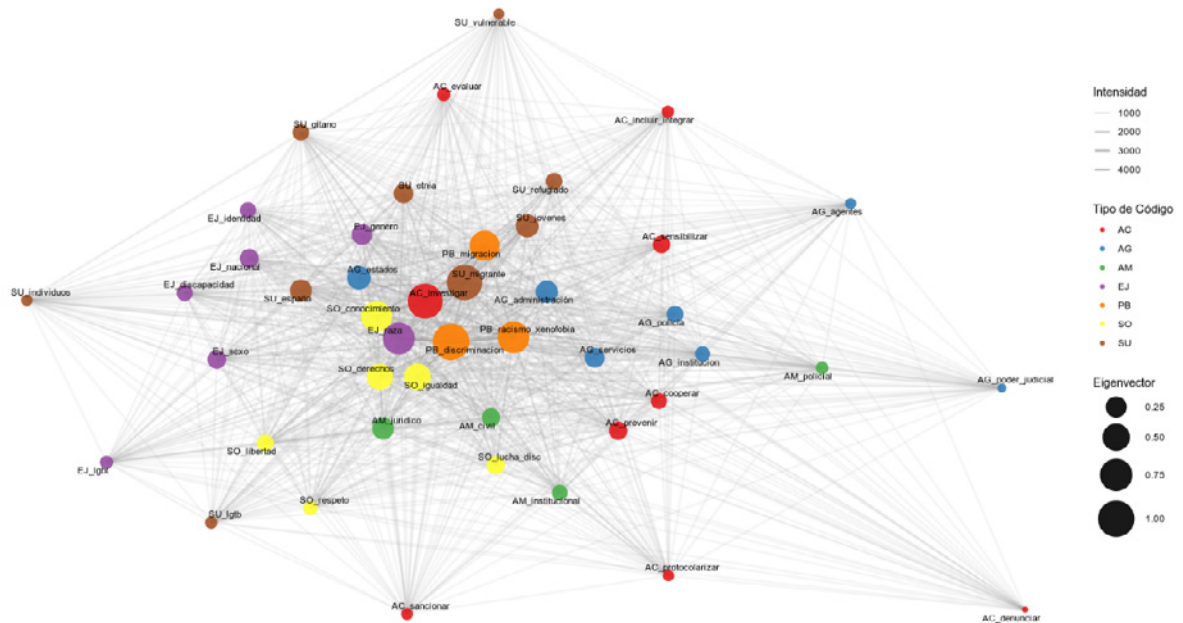 SU_vulnerable
AC_evaluar
AC_incluir_integrar
SU_gitano
SU_etnia
SU_refugiado
AG_agentes
EJ_identidad
EJ_genero
SU_jovenes
AC_sensibilizar
PB_migracion
EJ_nacional
AG_estados
SU_migrante
EJ_discapacidad
SU_individuos
SU_españo
AC_investigar
AG_administración
SO_conocimiento
AG_policia
EJ_raza
PB_racismo_xenofobia
PB_discriminacion
EJ_sexo
AG_servicios
AG_institucion
SO_derechos
SO_igualdad
AM_policial
AG_poder_judicial
AG_cooperar
AM_juridico
AM_civil
AC_prevenir
SO_libertad
SO_lucha_disc
EJ_lgbt
SO_respeto
AM_institucional
SU_lgtb
AC_protocolarizar
AC_sancionar
AC_denunciar
Intensidad
1000
2000
3000
4000
Tipo de Código
AC
AG
AM
EJ
PB
SO
SU
Eigenvector
0.25
0.50
0.75
1.00